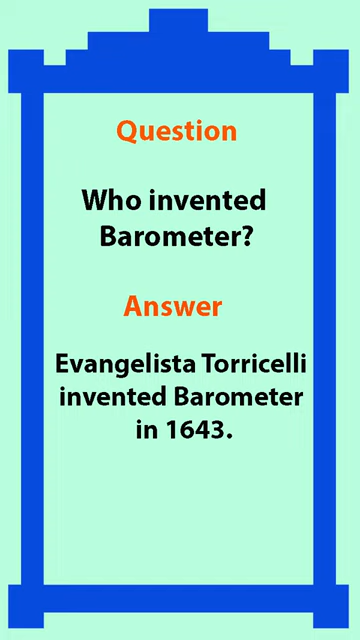 Question
Who invented
Barometer?
Answer
Evangelista Torricelli
invented Barometer
in 1643.